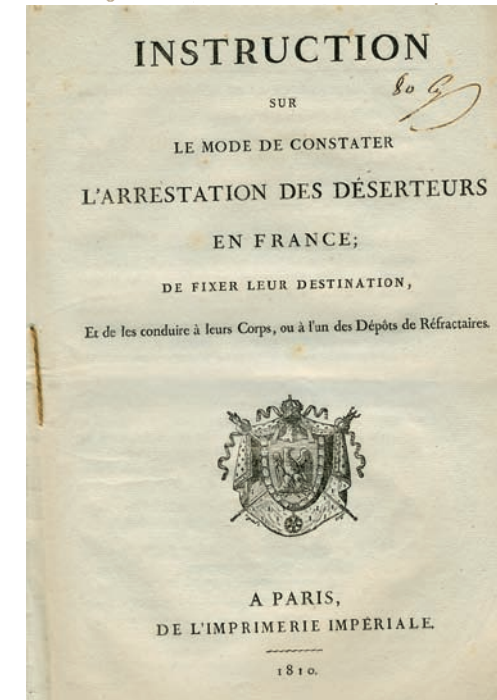 INSTRUCTION
80
SUR
LE MODE DE CONSTATER
L'ARRESTATION DES DÉSERTEURS
EN FRANCE;
DE FIXER LEUR DESTINATION,
Et de les conduire à leurs Corps, ou à l'un des Dépôts de Réfractaires.
A PARIS,
DE L'IMPRIMERIE IMPÉRIALE.
1810.